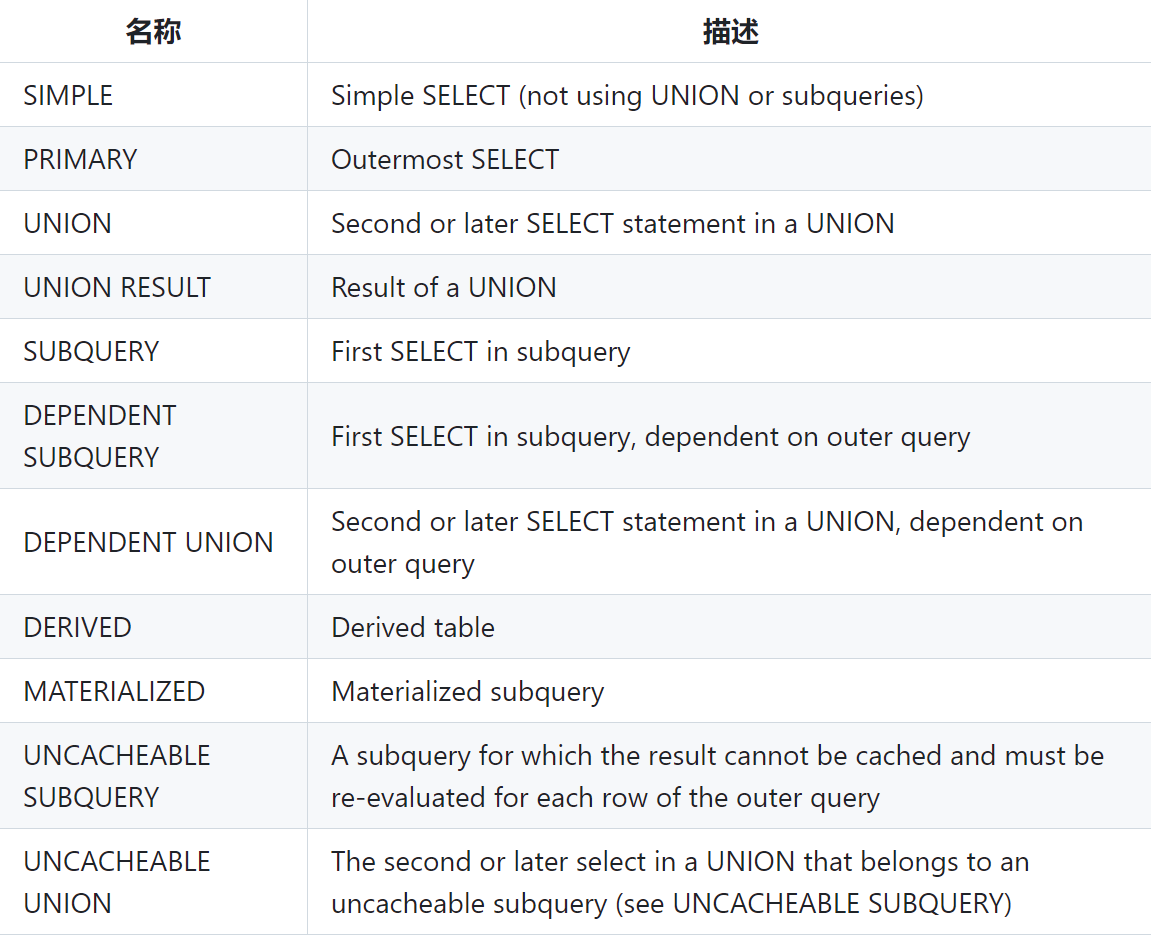 名称 描述
SIMPLE Simple SELECT (not using UNION or subqueries)
PRIMARY Outermost SELECT
UNION Second or later SELECT statement in a UNION
UNION RESULT Result of a UNION
SUBQUERY First SELECT in subquery
DEPENDENT
SUBQUERY
First SELECT in subquery, dependent on outer query
DEPENDENT UNION
Second or later SELECT statement in a UNION, dependent on
outer query
DERIVED Derived table
MATERIALIZED Materialized subquery
UNCACHEABLE
SUBQUERY
A subquery for which the result cannot be cached and must be
re-evaluated for each row of the outer query
UNCACHEABLE
UNION
The second or later select in a UNION that belongs to an
uncacheable subquery (see UNCACHEABLE SUBQUERY)